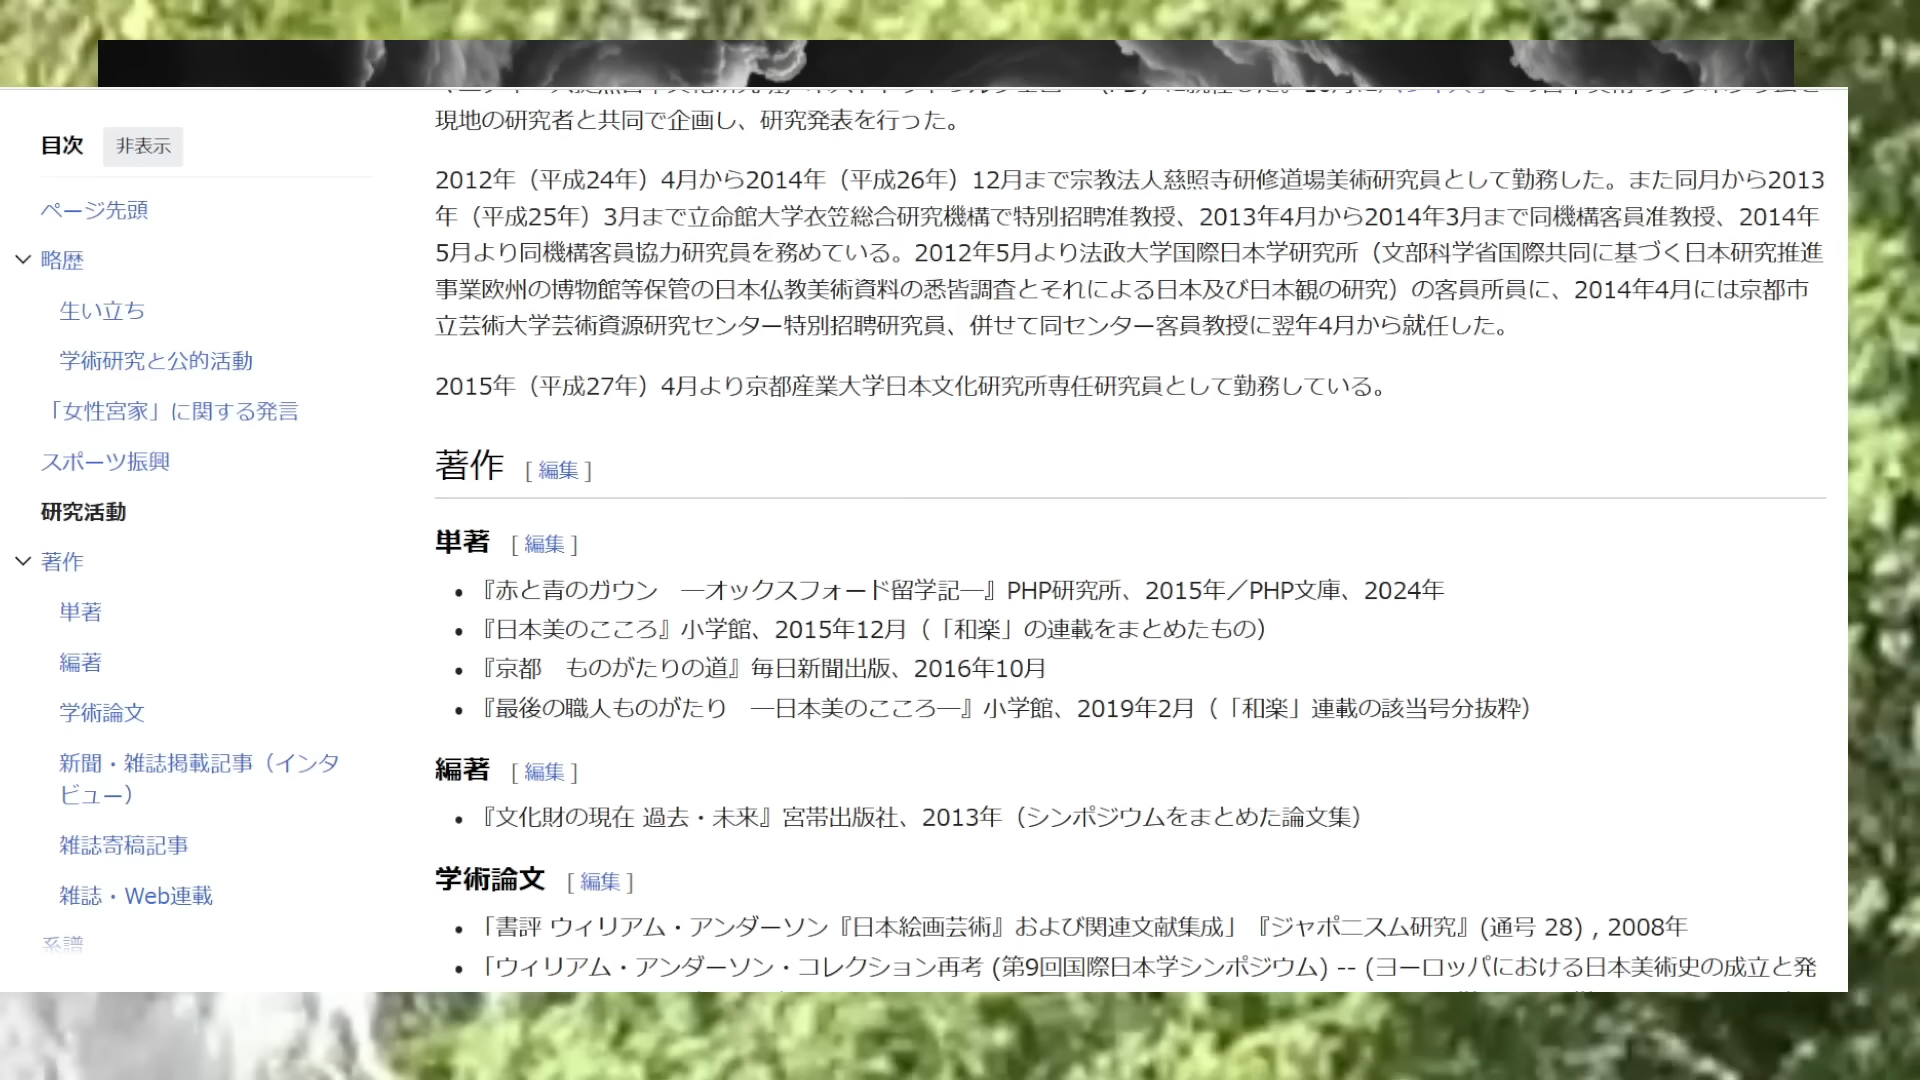 目次 非表示
ページ先頭
略歴
生い立ち
学術研究と公的活動
「女性宮家」に関する発言
スポーツ振興
研究活動
著作
単著
編著
学術論文
新聞・雑誌掲載記事（インタ
ビュー）
雑誌寄稿記事
雑誌・Web連載
系譜
現地の研究者と共同で企画し、研究発表を行った。
2012年（平成24年）4月から2014年（平成26年）12月まで宗教法人慈照寺研修道場美術研究員として勤務した。また同月から2013
年（平成25年）3月まで立命館大学衣笠総合研究機構で特別招聘准教授、2013年4月から2014年3月まで同機構客員准教授、2014年
5月より同機構客員協力研究員を務めている。2012年5月より法政大学国際日本学研究所（文部科学省国際共同に基づく日本研究推進
事業欧州の博物館等保管の日本仏教美術資料の悉皆調査とそれによる日本及び日本観の研究）の客員所員に、2014年4月には京都市
立芸術大学芸術資源研究センター特別招聘研究員、併せて同センター客員教授に翌年4月から就任した。
2015年（平成27年）4月より京都産業大学日本文化研究所専任研究員として勤務している。
著作 [ 編集 ]
単著 [ 編集 ]
• 『赤と青のガウン　―オックスフォード留学記―』PHP研究所、2015年／PHP文庫、2024年
• 『日本美のこころ』小学館、2015年12月（「和楽」の連載をまとめたもの）
• 『京都　ものがたりの道』毎日新聞出版、2016年10月
• 『最後の職人ものがたり　―日本美のこころ―』小学館、2019年2月（「和楽」連載の該当号分抜粋）
編著 [ 編集 ]
• 『文化財の現在 過去・未来』宮帯出版社、2013年（シンポジウムをまとめた論文集）
学術論文 [ 編集 ]
• 「書評 ウィリアム・アンダーソン『日本絵画芸術』および関連文献集成」『ジャポニスム研究』(通号 28) , 2008年
• 「ウィリアム・アンダーソン・コレクション再考 (第9回国際日本学シンポジウム) -- (ヨーロッパにおける日本美術史の成立と発